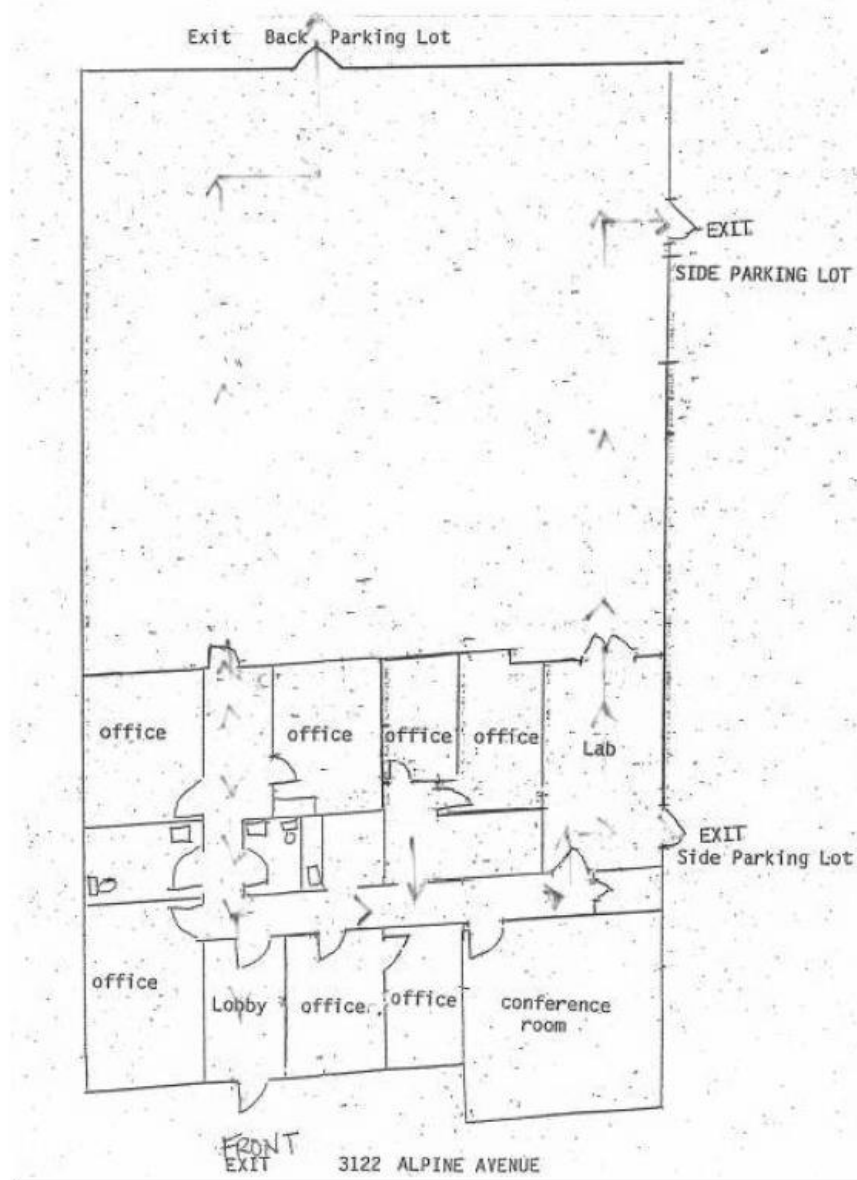 Exit Back Parking Lot
EXIT
SIDE PARKING LOT
office
office
office
office
Lab
EXIT
Side Parking Lot
office
Lobby
office
office
conference
room
FRONT
EXIT
3122 ALPINE AVENUE